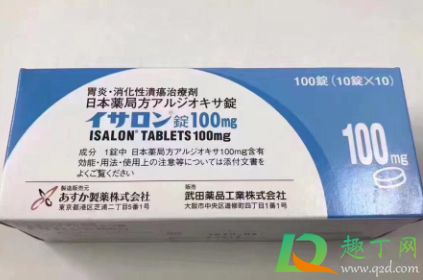 胃炎・消化性潰瘍治療剤
日本薬局方アルジオキサ錠
100錠(10錠×10)
イサロン®錠100mg
ISALON® TABLETS 100mg
100mg
成分 1錠中 日本薬局方アルジオキサ100mg含有
効能・用法・使用上の注意等については添付文書を
よくご覧ください
製造販売元
あすか製薬株式会社
東京都港区芝浦二丁目5番1号
販売
武田薬品工業株式会社
大阪市中央区道修町四丁目1番1号
趣丁网
www.q2d.com